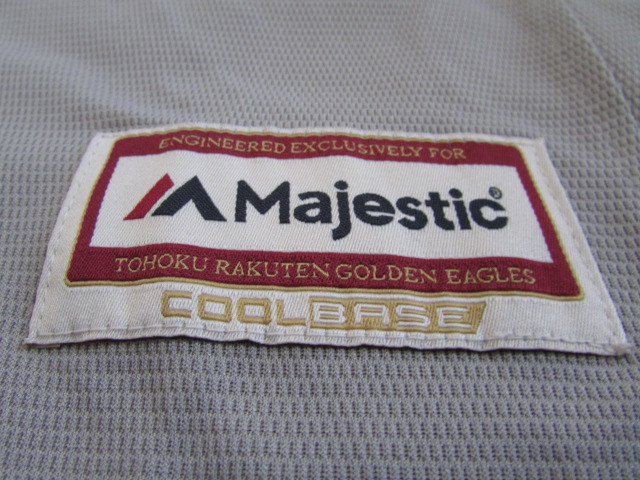 ENGINEERED EXCLUSIVELY FOR
Majestic®
TOHOKU RAKUTEN GOLDEN EAGLES
COOLBASE